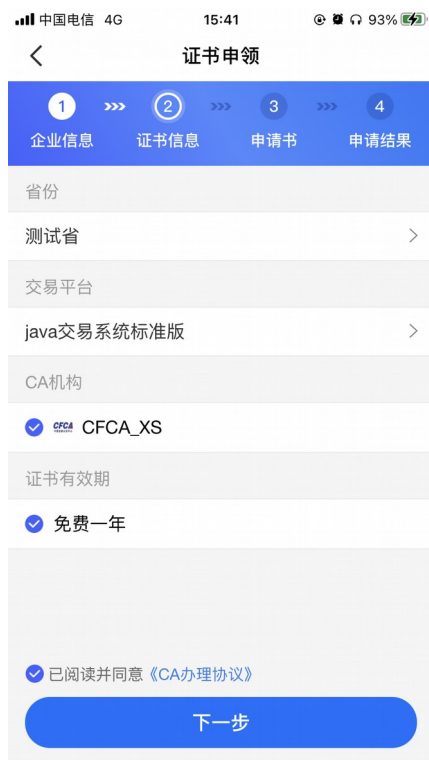 中国电信 4G 15:41 93%
证书申领
1 2 3 4
企业信息 证书信息 申请书 申请结果
省份
测试省
交易平台
java交易系统标准版
CA机构
CFCA CFCA_XS
证书有效期
免费一年
已阅读并同意《CA办理协议》
下一步